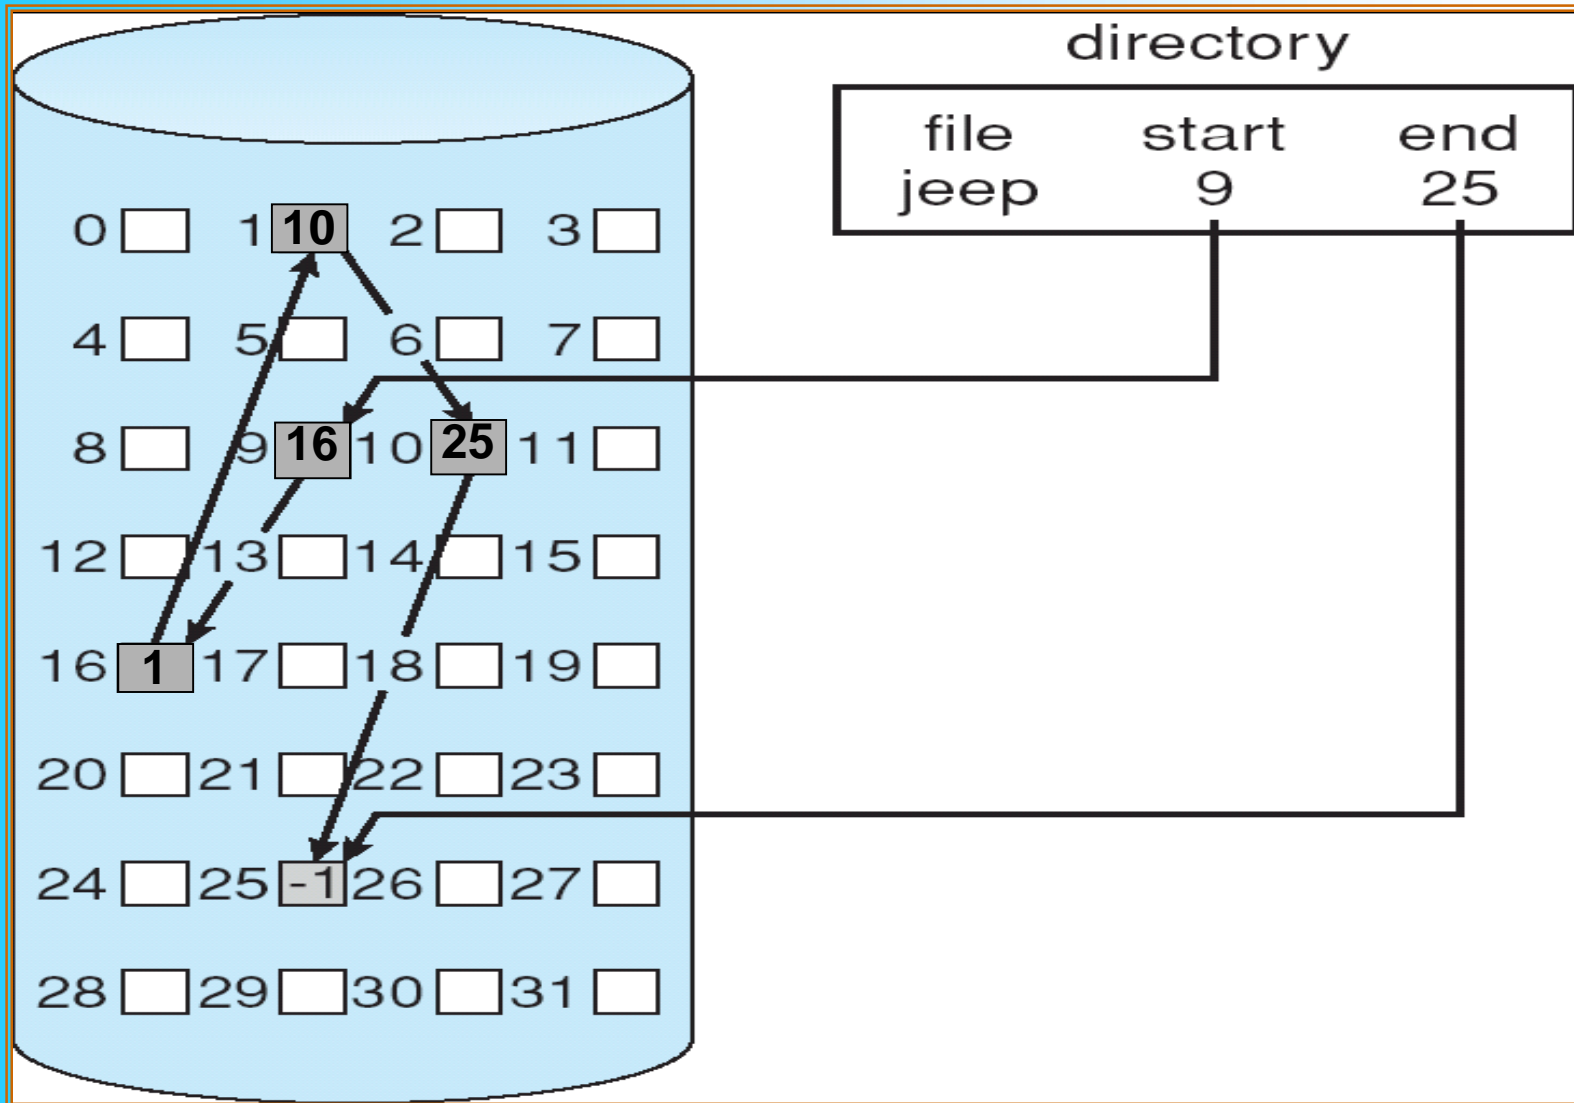 directory
file start end
jeep 9 25
0 1 10 2 3
4 5 6 7
8 9 16 10 25 11
12 13 14 15
16 1 17 18 19
20 21 22 23
24 25 -1 26 27
28 29 30 31